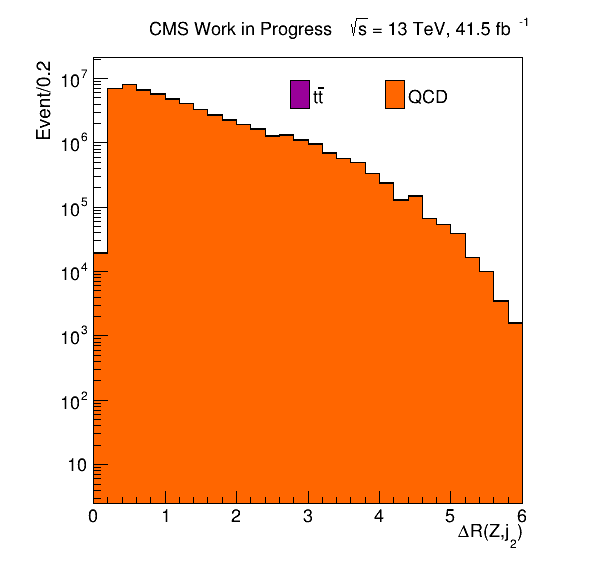 CMS Work in Progress √s = 13 TeV, 41.5 fb⁻¹
Event/0.2
tt̄
QCD
10⁷
10⁶
10⁵
10⁴
10³
10²
10
0 1 2 3 4 5 6
ΔR(Z,j₂)